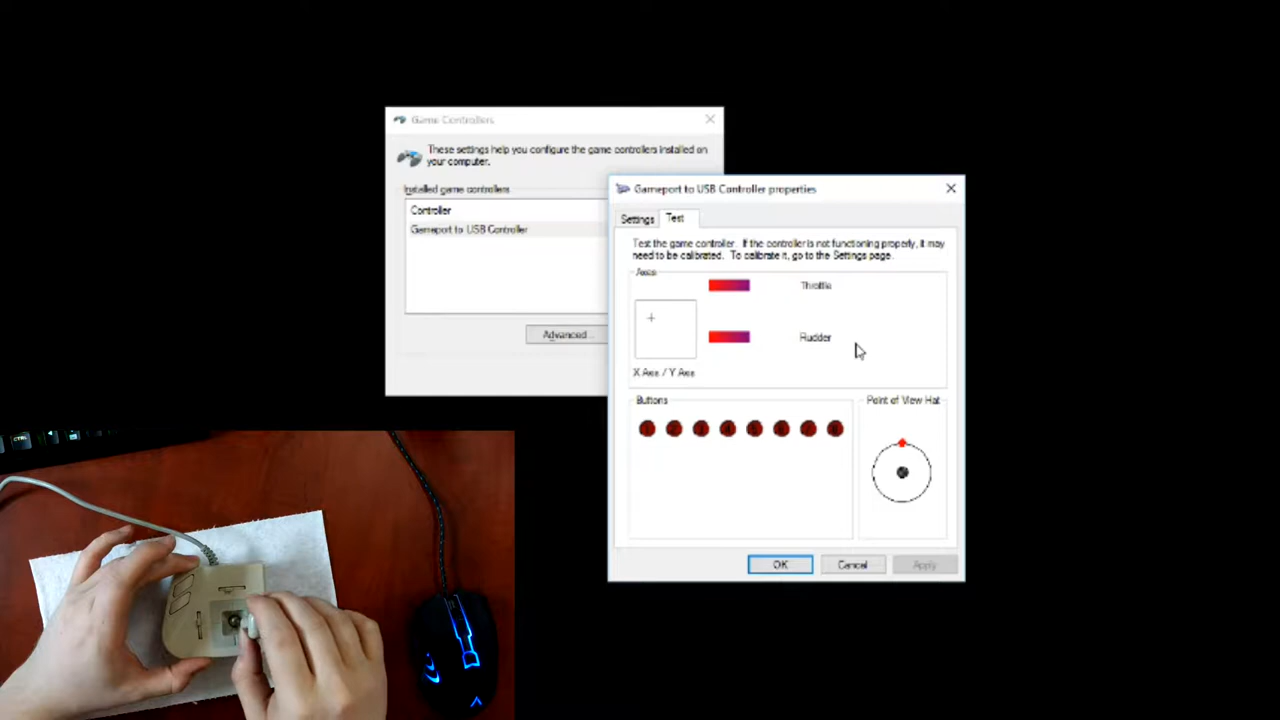 Game Controllers
These settings help you configure the game controllers installed on
your computer.
Installed game controllers
Controller
Gameport to USB Controller
Advanced...
Gameport to USB Controller properties
Settings
Test
Test the game controller. If the controller is not functioning properly, it may
need to be calibrated. To calibrate it, go to the Settings page.
Axes
Throttle
Rudder
X Axis / Y Axis
Buttons
Point of View Hat
OK
Cancel
Apply
CTRL